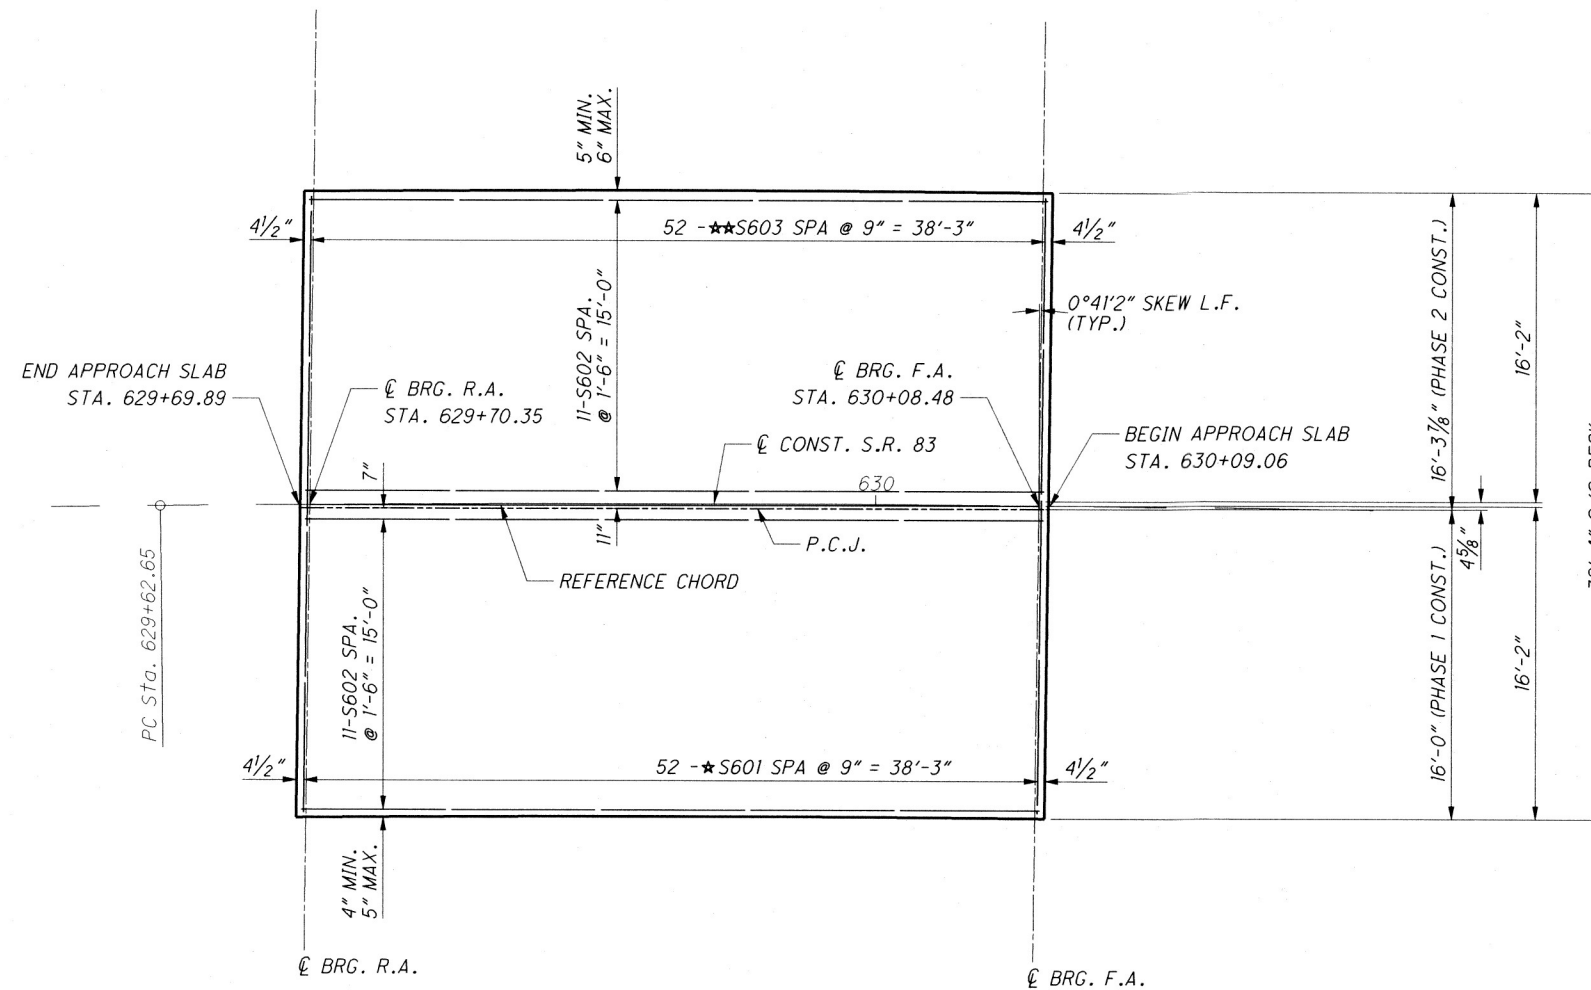 5" MIN.
6" MAX.
4½"
52 -☆☆S603 SPA @ 9" = 38'-3"
4½"
11-S602 SPA.
@ 1'-6" = 15'-0"
0°41'2" SKEW L.F.
(TYP.)
16'-3⅞" (PHASE 2 CONST.)
16'-2"
END APPROACH SLAB
STA. 629+69.89
℄ BRG. R.A.
STA. 629+70.35
℄ BRG. F.A.
STA. 630+08.48
BEGIN APPROACH SLAB
STA. 630+09.06
℄ CONST. S.R. 83
7"
630
11"
P.C.J.
REFERENCE CHORD
4⅝"
PC Sta. 629+62.65
11-S602 SPA.
@ 1'-6" = 15'-0"
16'-0" (PHASE 1 CONST.)
16'-2"
4½"
52 -☆S601 SPA @ 9" = 38'-3"
4½"
4" MIN.
5" MAX.
℄ BRG. R.A.
℄ BRG. F.A.